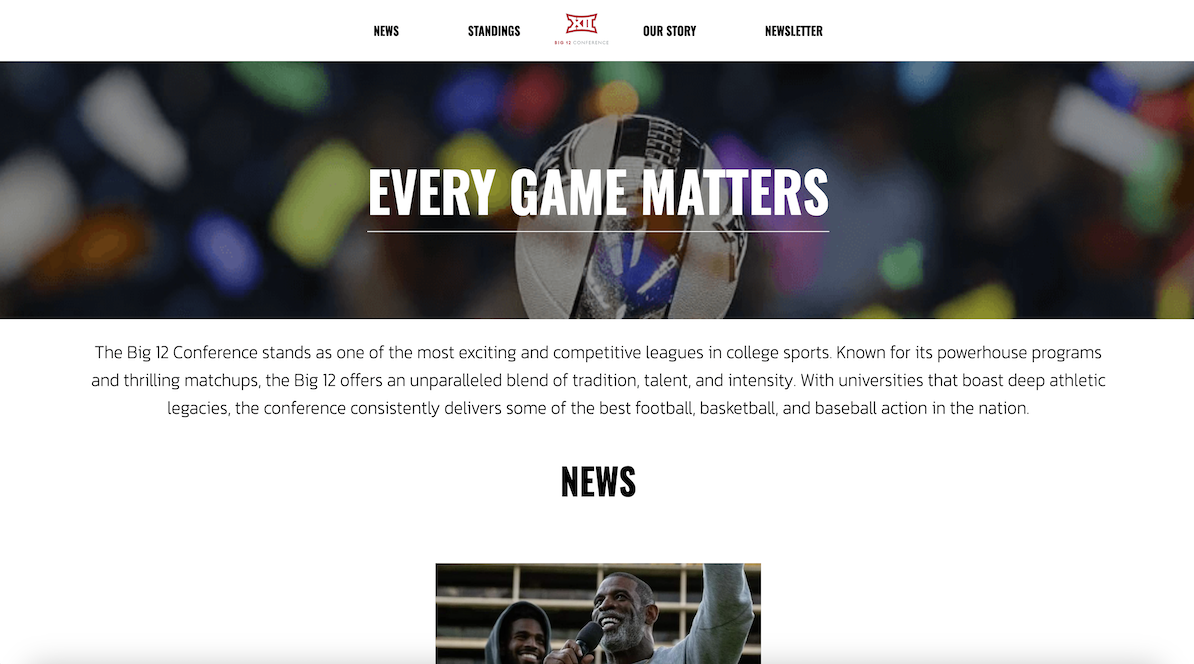 NEWS
STANDINGS
XII
BIG 12 CONFERENCE
OUR STORY
NEWSLETTER
EVERY GAME MATTERS
The Big 12 Conference stands as one of the most exciting and competitive leagues in college sports. Known for its powerhouse programs
and thrilling matchups, the Big 12 offers an unparalleled blend of tradition, talent, and intensity. With universities that boast deep athletic
legacies, the conference consistently delivers some of the best football, basketball, and baseball action in the nation.
NEWS